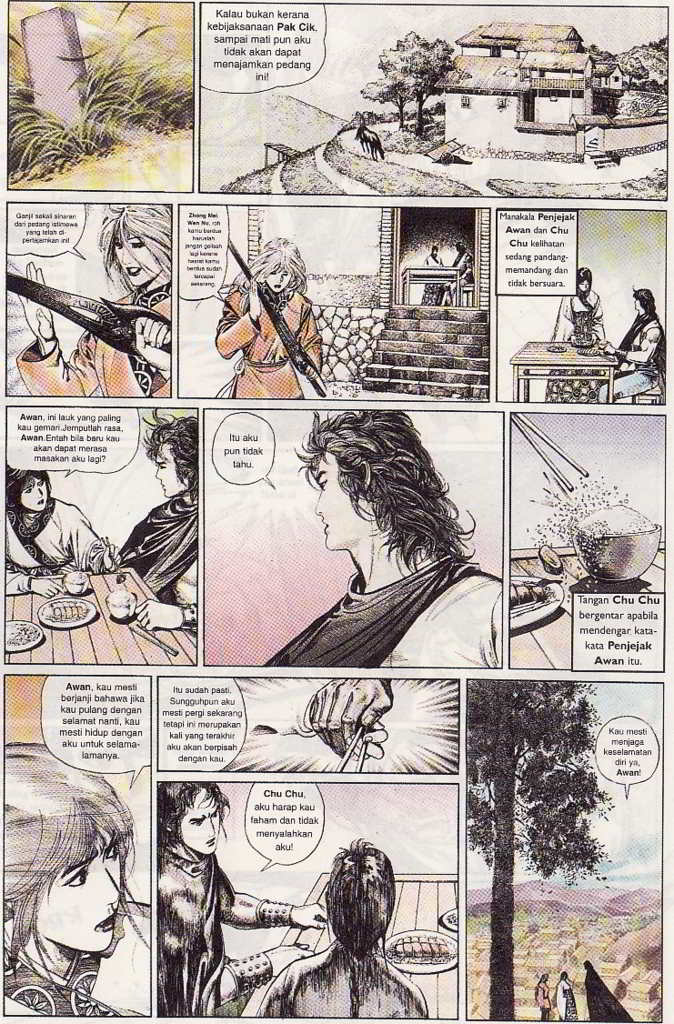 Kalau bukan kerana
kebijaksanaan Pak Cik,
sampai mati pun aku
tidak akan dapat
menajamkan pedang
ini!
Ganjil sekali sinaran
dari pedang istimewa
yang telah di-
pertajamkan ini!
Zhong Mei,
Wen Nu, roh
kamu berdua
haruslah
jangan gelisah
lagi kerana
hasrat kamu
berdua sudah
tercapai
sekarang.
Manakala Penjejak
Awan dan Chu
Chu kelihatan
sedang pandang-
memandang dan
tidak bersuara.
Awan, ini lauk yang paling
kau gemari.Jemputlah rasa,
Awan.Entah bila baru kau
akan dapat merasa
masakan aku lagi?
Itu aku
pun tidak
tahu.
Tangan Chu Chu
bergentar apabila
mendengar kata-
kata Penjejak
Awan itu.
Awan, kau mesti
berjanji bahawa jika
kau pulang dengan
selamat nanti, kau
mesti hidup dengan
aku untuk selama-
lamanya.
Itu sudah pasti.
Sungguhpun aku
mesti pergi sekarang
tetapi ini merupakan
kali yang terakhir
aku akan berpisah
dengan kau.
Chu Chu,
aku harap kau
faham dan tidak
menyalahkan
aku!
Kau mesti
menjaga
keselamatan
diri ya,
Awan!